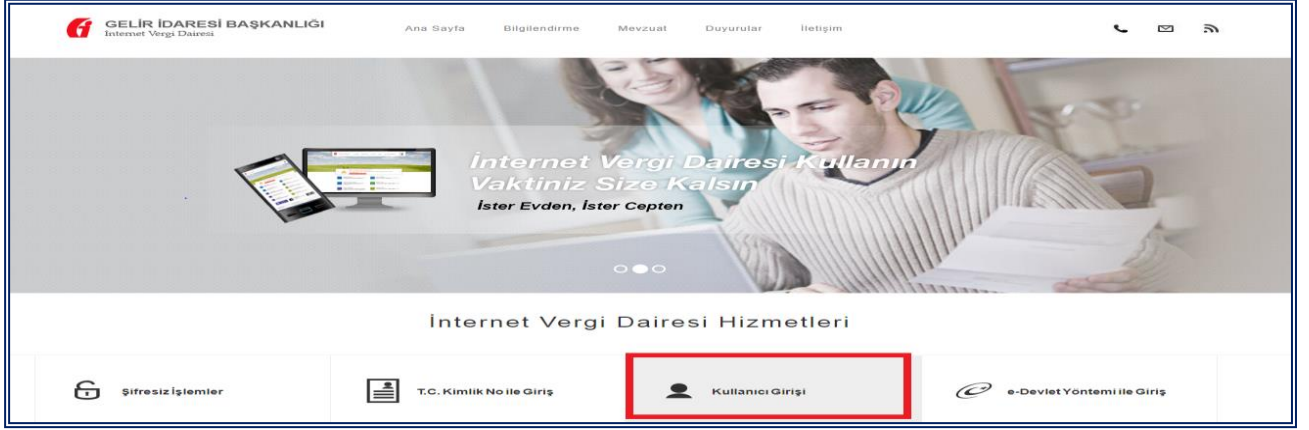 GELİR İDARESİ BAŞKANLIĞI
İnternet Vergi Dairesi
Ana Sayfa Bilgilendirme Mevzuat Duyurular İletişim
İnternet Vergi Dairesi Kullanın
Vaktiniz Size Kalsın
İster Evden, İster Cepten
İnternet Vergi Dairesi Hizmetleri
Şifresiz İşlemler
T.C. Kimlik No ile Giriş
Kullanıcı Girişi
e-Devlet Yöntemi ile Giriş